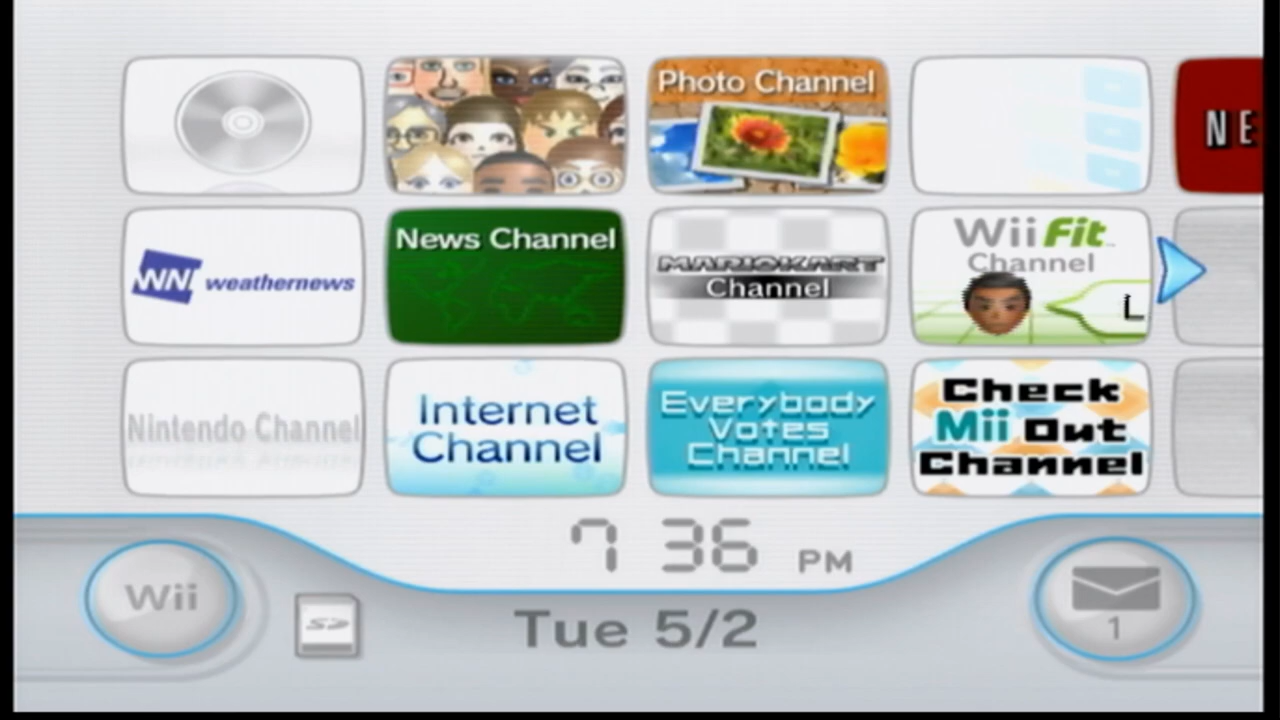 Photo Channel
NE
WNI weathernews
News Channel
MARIOKART
Channel
Wii Fit
Channel
L
Nintendo Channel
Internet
Channel
Everybody
Votes
Channel
Check
Mii Out
Channel
7 36 PM
Wii
SD
Tue 5/2
1